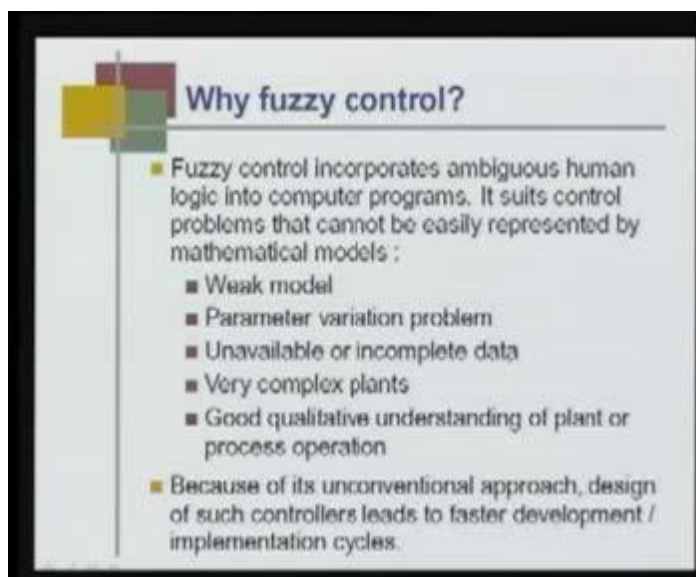 Why fuzzy control?
Fuzzy control incorporates ambiguous human
logic into computer programs. It suits control
problems that cannot be easily represented by
mathematical models :
Weak model
Parameter variation problem
Unavailable or incomplete data
Very complex plants
Good qualitative understanding of plant or
process operation
Because of its unconventional approach, design
of such controllers leads to faster development /
implementation cycles.